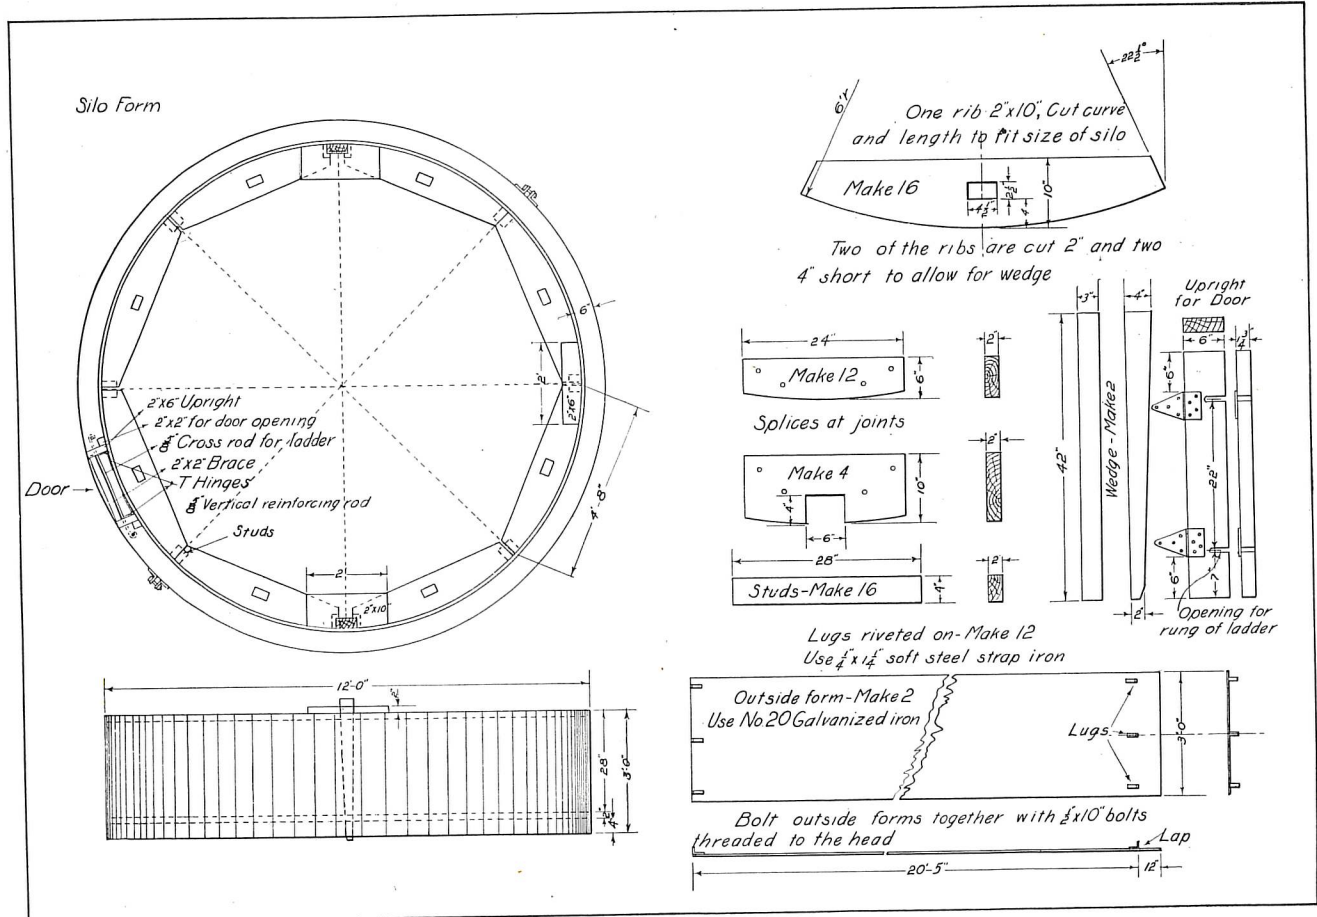 Silo Form
6"
2'
2"x6"
2"x6" Upright
2"x2" for door opening
Cross rod for ladder
2"x2" Brace
T Hinges
Vertical reinforcing rod
Door
Studs
4'-8"
2'
2"x10"
12'-0"
2"
28"
3'-0"
2"
4"
22½°
6'r
One rib 2"x10", Cut curve
and length to fit size of silo
Make 16
2½"
4½"
4"
10"
Two of the ribs are cut 2" and two
4" short to allow for wedge
24"
Make 12
6"
2"
Splices at joints
Make 4
4"
6"
10"
2"
28"
Studs-Make 16
4"
2"
3"
4"
42"
Wedge-Make 2
2"
Upright
for Door
6"
1¾"
6"
22"
6"
7"
Opening for
rung of ladder
Lugs riveted on-Make 12
Use ¼"x1¼" soft steel strap iron
Outside form-Make 2
Use No 20 Galvanized iron
Lugs
3'-0"
Bolt outside forms together with ½"x10" bolts
threaded to the head
Lap
20'-5"
12"